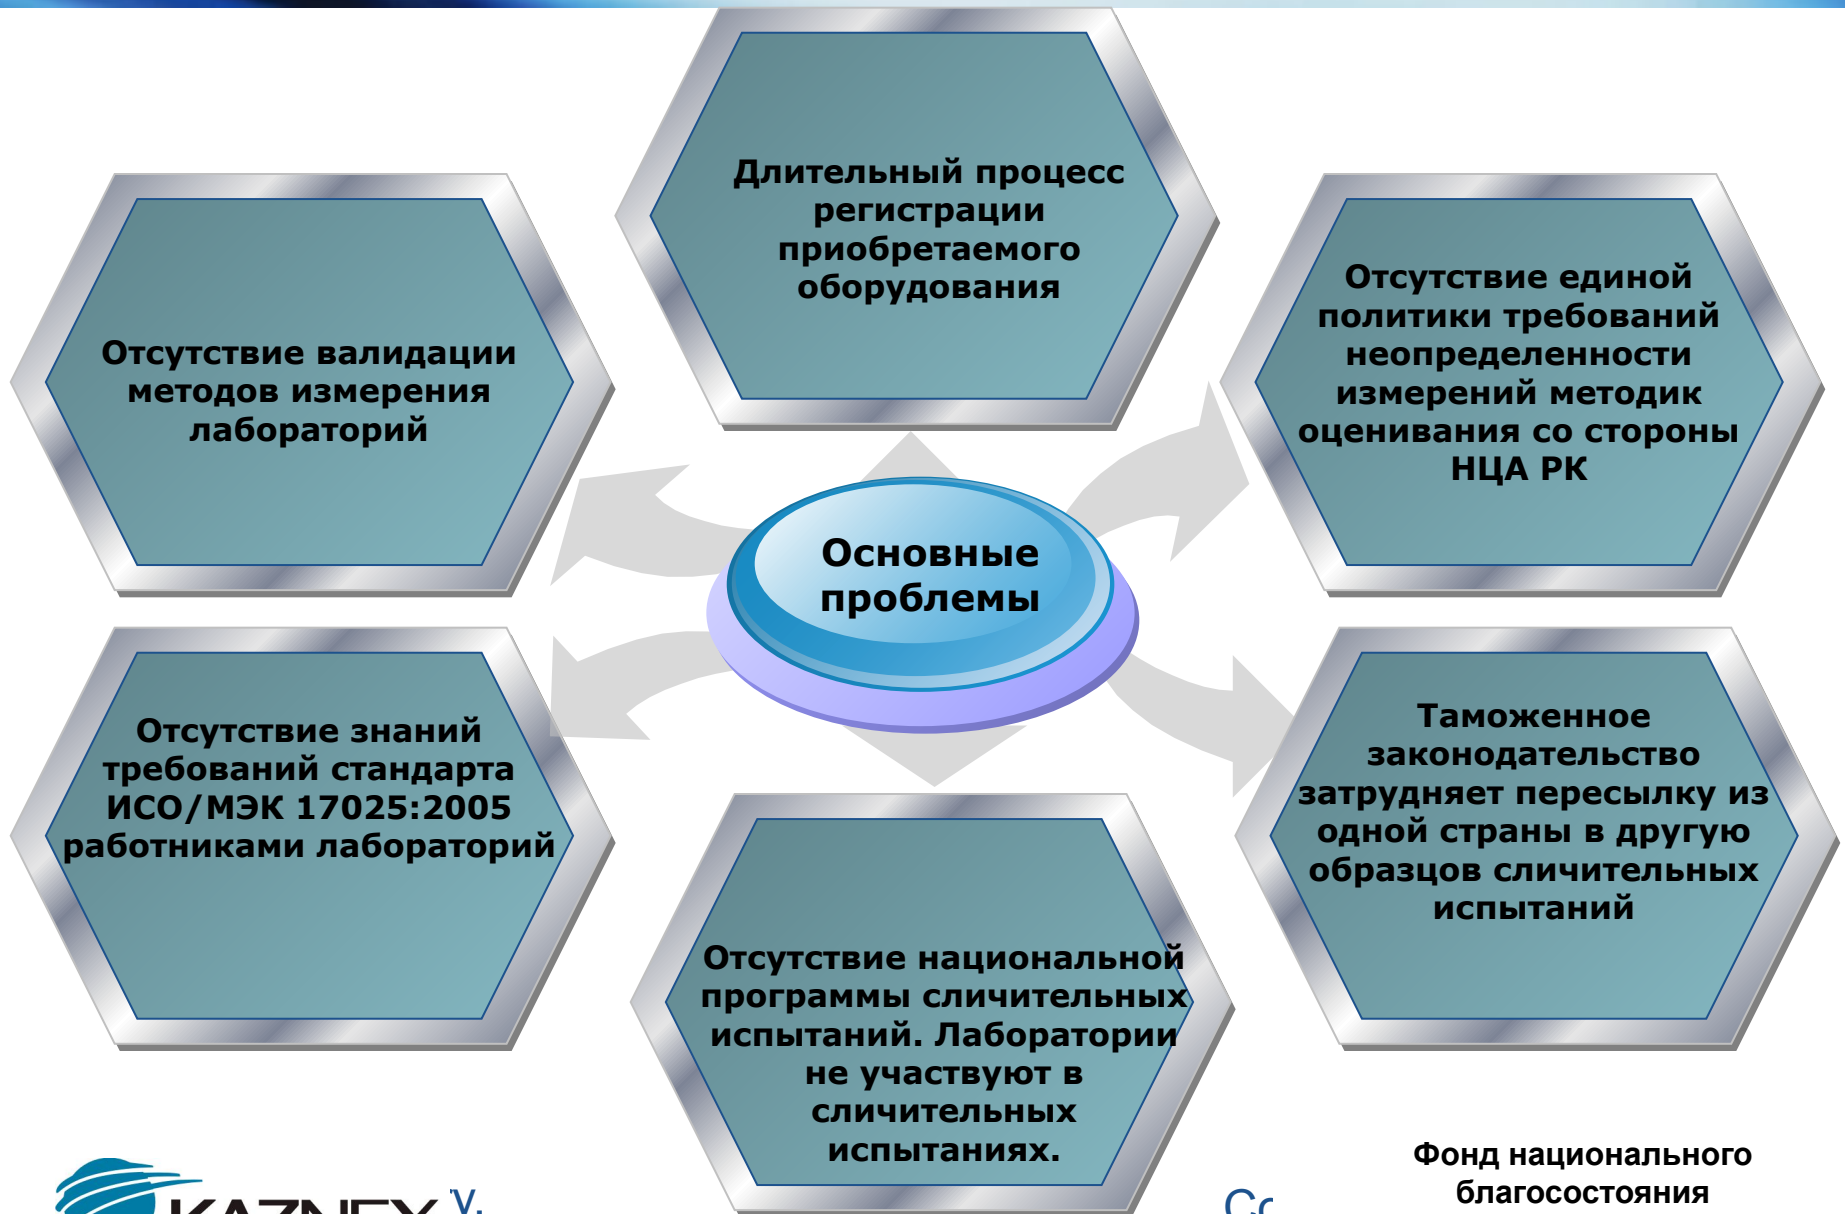 Длительный процесс
регистрации
приобретаемого
оборудования
Отсутствие валидации
методов измерения
лабораторий
Отсутствие единой
политики требований
неопределенности
измерений методик
оценивания со стороны
НЦА РК
Основные
проблемы
Отсутствие знаний
требований стандарта
ИСО/МЭК 17025:2005
работниками лабораторий
Таможенное
законодательство
затрудняет пересылку из
одной страны в другую
образцов сличительных
испытаний
Отсутствие национальной
программы сличительных
испытаний. Лаборатории
не участвуют в
сличительных
испытаниях.
KAZNEX
Фонд национального
благосостояния